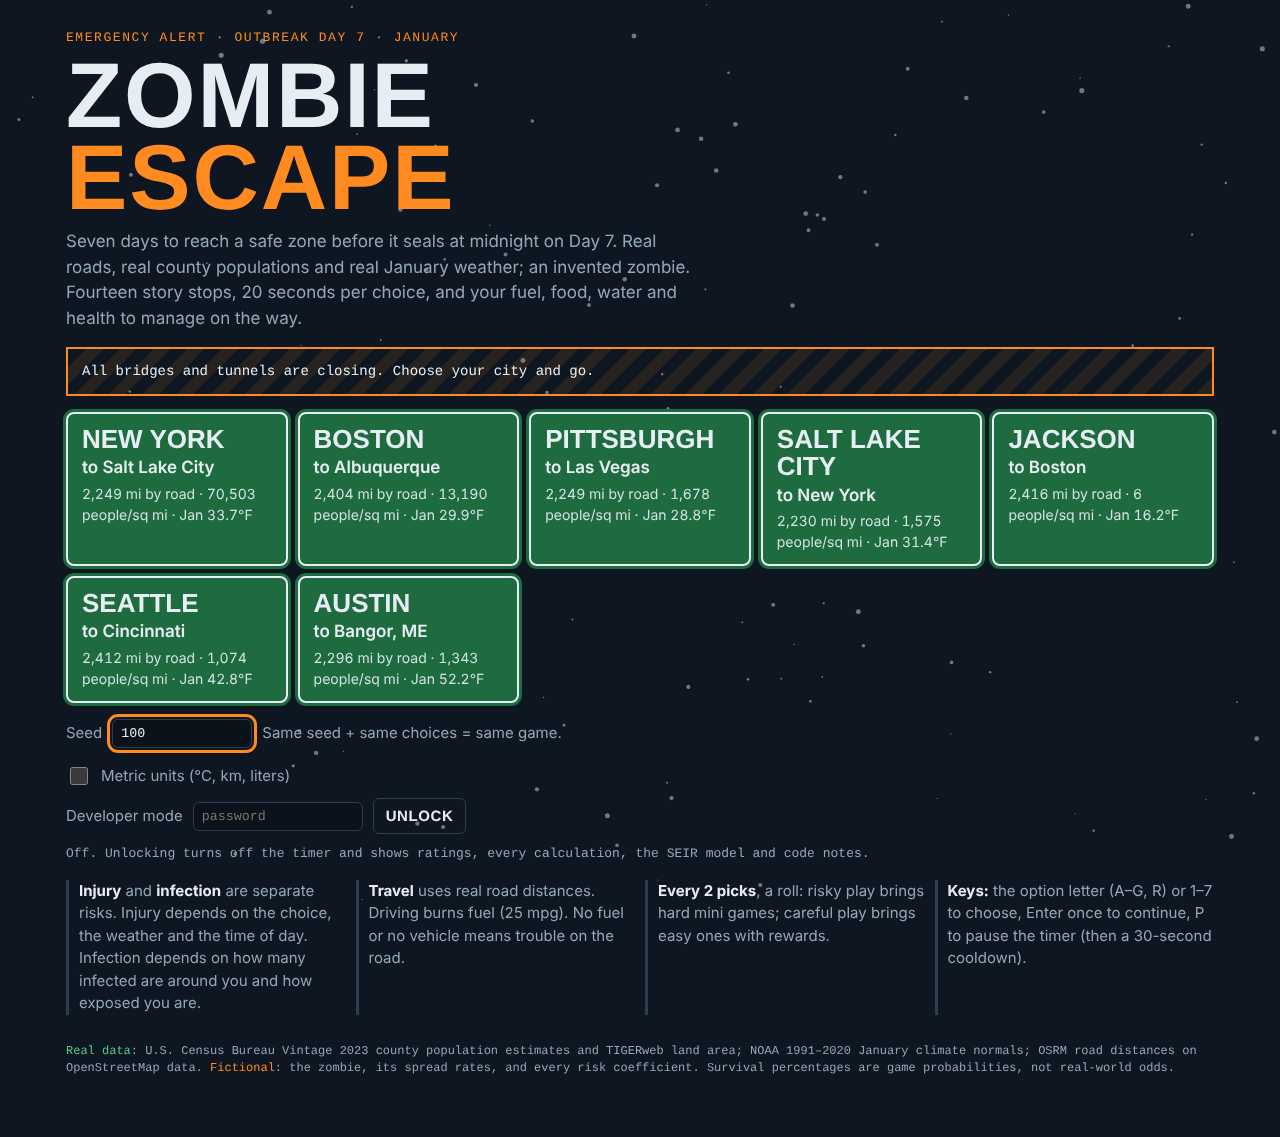 EMERGENCY ALERT · OUTBREAK DAY 7 · JANUARY
ZOMBIE
ESCAPE
Seven days to reach a safe zone before it seals at midnight on Day 7. Real
roads, real county populations and real January weather; an invented zombie.
Fourteen story stops, 20 seconds per choice, and your fuel, food, water and
health to manage on the way.
All bridges and tunnels are closing. Choose your city and go.
NEW YORK
to Salt Lake City
2,249 mi by road · 70,503
people/sq mi · Jan 33.7°F
BOSTON
to Albuquerque
2,404 mi by road · 13,190
people/sq mi · Jan 29.9°F
PITTSBURGH
to Las Vegas
2,249 mi by road · 1,678
people/sq mi · Jan 28.8°F
SALT LAKE
CITY
to New York
2,230 mi by road · 1,575
people/sq mi · Jan 31.4°F
JACKSON
to Boston
2,416 mi by road · 6
people/sq mi · Jan 16.2°F
SEATTLE
to Cincinnati
2,412 mi by road · 1,074
people/sq mi · Jan 42.8°F
AUSTIN
to Bangor, ME
2,296 mi by road · 1,343
people/sq mi · Jan 52.2°F
Seed 100 Same seed + same choices = same game.
Metric units (°C, km, liters)
Developer mode password UNLOCK
Off. Unlocking turns off the timer and shows ratings, every calculation, the SEIR model and code notes.
Injury and infection are separate
risks. Injury depends on the choice,
the weather and the time of day.
Infection depends on how many
infected are around you and how
exposed you are.
Travel uses real road distances.
Driving burns fuel (25 mpg). No fuel
or no vehicle means trouble on the
road.
Every 2 picks, a roll: risky play brings
hard mini games; careful play brings
easy ones with rewards.
Keys: the option letter (A–G, R) or 1–7
to choose, Enter once to continue, P
to pause the timer (then a 30-second
cooldown).
Real data: U.S. Census Bureau Vintage 2023 county population estimates and TIGERweb land area; NOAA 1991–2020 January climate normals; OSRM road distances on
OpenStreetMap data. Fictional: the zombie, its spread rates, and every risk coefficient. Survival percentages are game probabilities, not real-world odds.